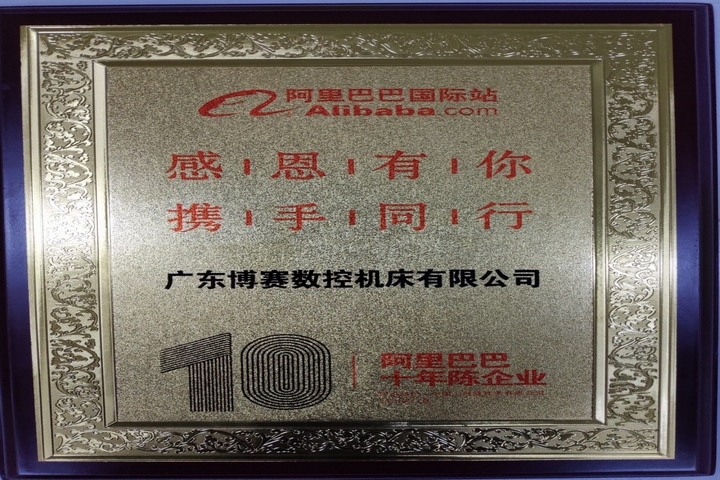 阿里巴巴国际站
Alibaba.com
感恩有你
携手同行
广东博赛数控机床有限公司
10
阿里巴巴
十年陈企业